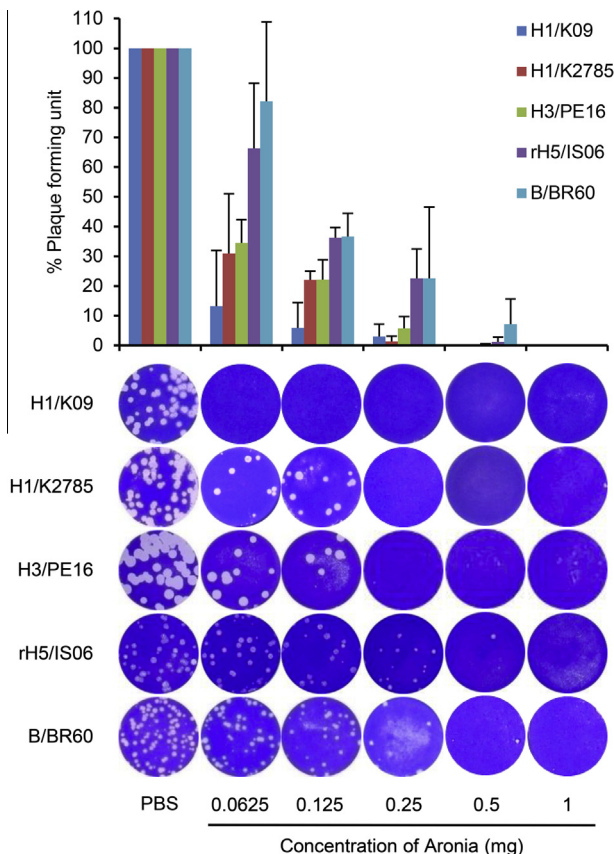 110
100
90
80
70
60
50
40
30
20
10
0
% Plaque forming unit
H1/K09
H1/K2785
H3/PE16
rH5/IS06
B/BR60
H1/K09
H1/K2785
H3/PE16
rH5/IS06
B/BR60
PBS 0.0625 0.125 0.25 0.5 1
Concentration of Aronia (mg)